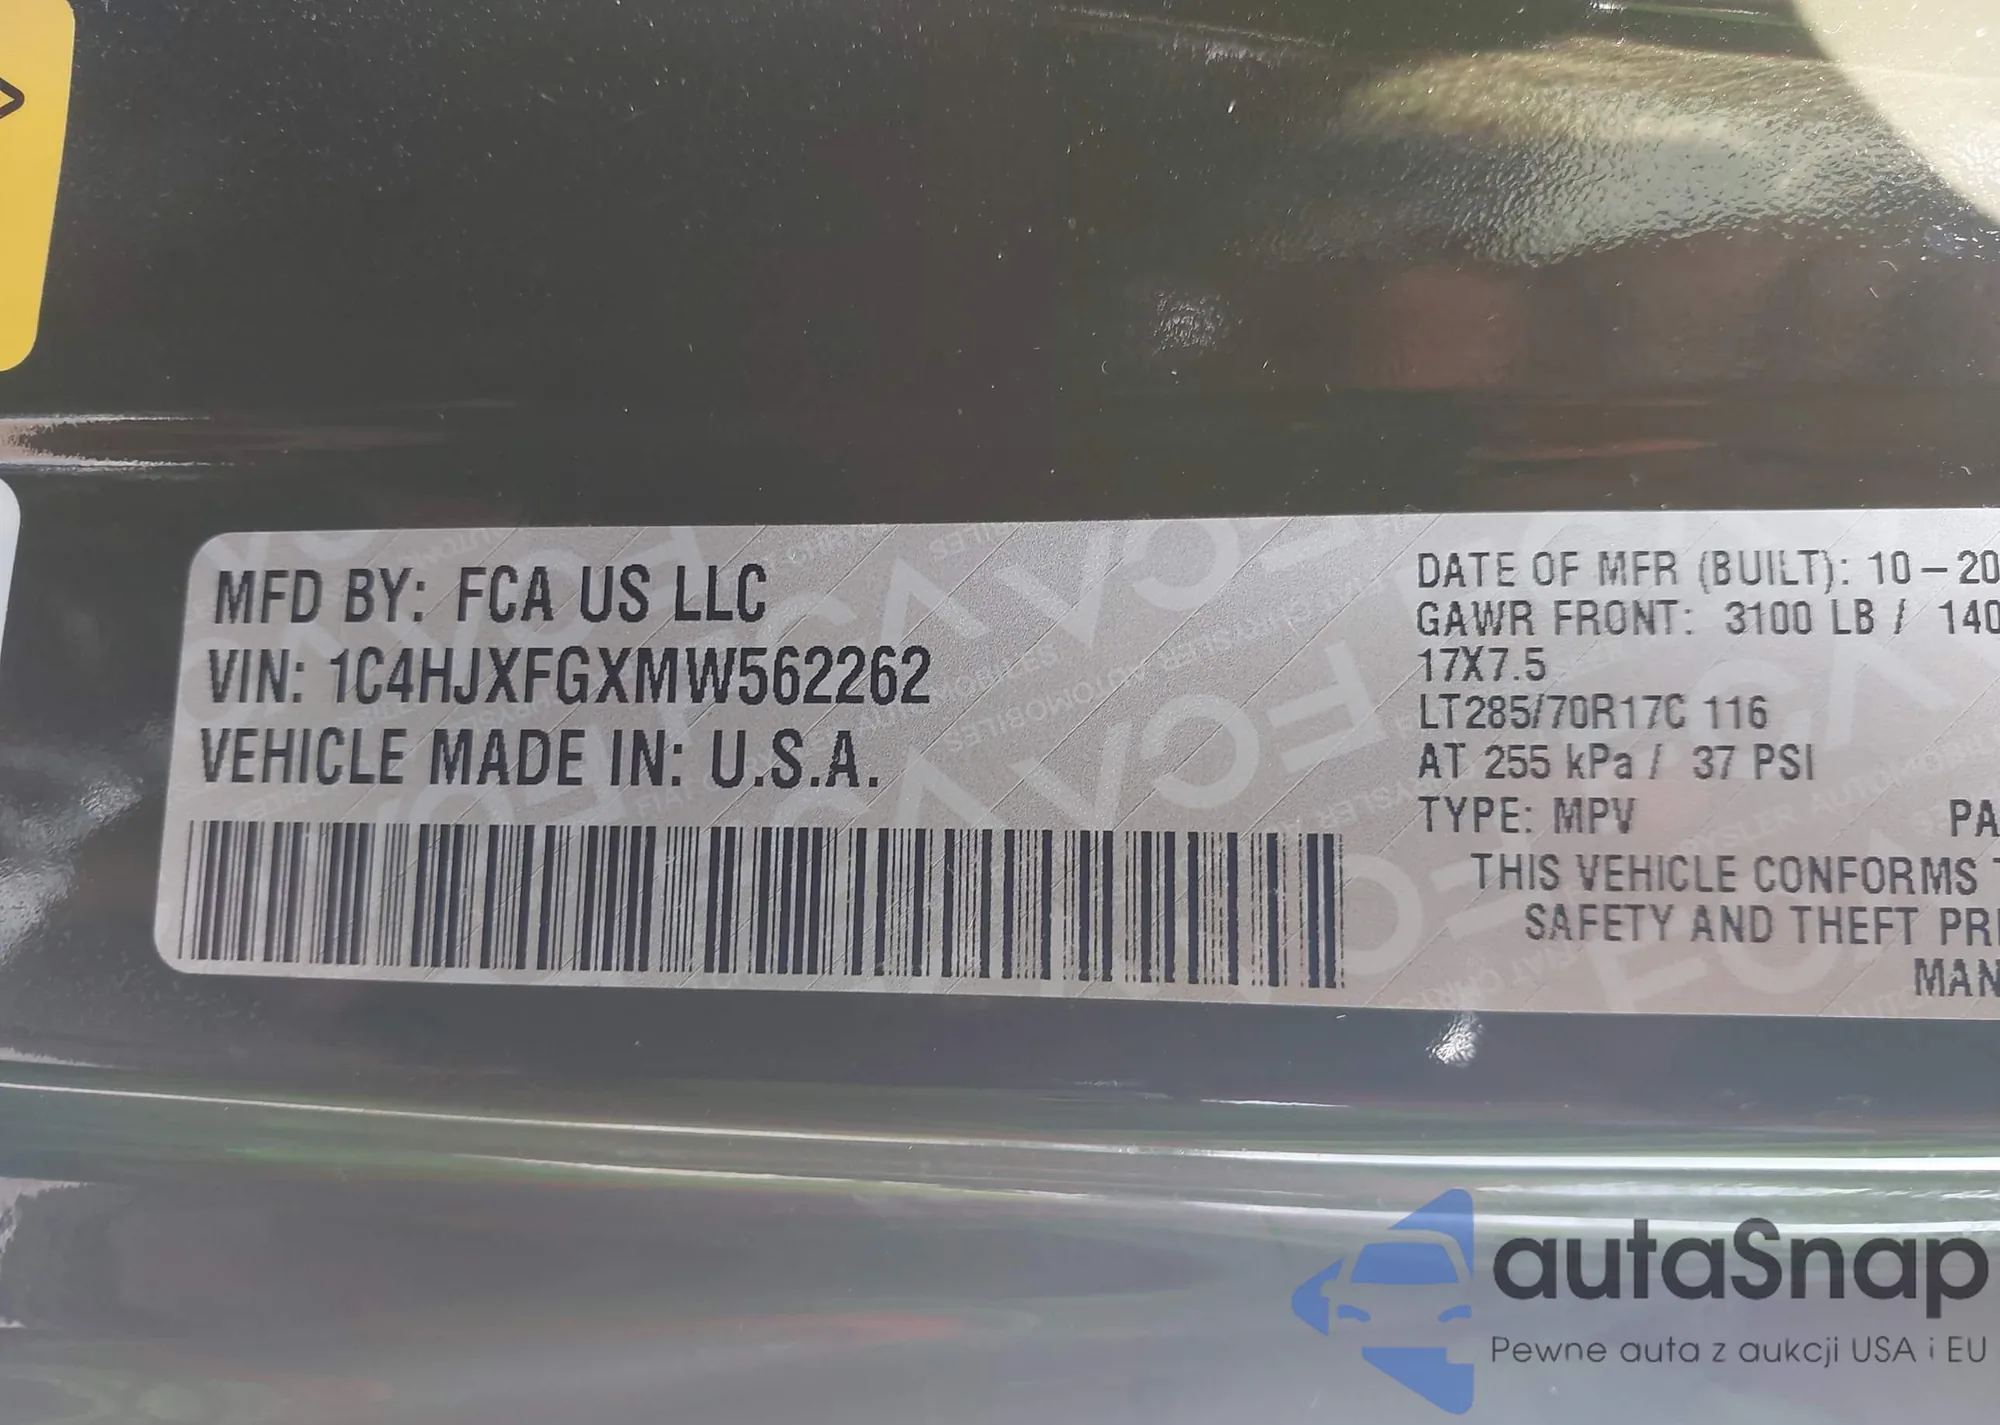 MFD BY: FCA US LLC
VIN: 1C4HJXFGXMW562262
VEHICLE MADE IN: U.S.A.
DATE OF MFR (BUILT): 10-20
GAWR FRONT: 3100 LB / 140
17X7.5
LT285/70R17C 116
AT 255 kPa / 37 PSI
TYPE: MPV PA
THIS VEHICLE CONFORMS T
SAFETY AND THEFT PRE
MAN
autaSnap
Pewne auta z aukcji USA i EU